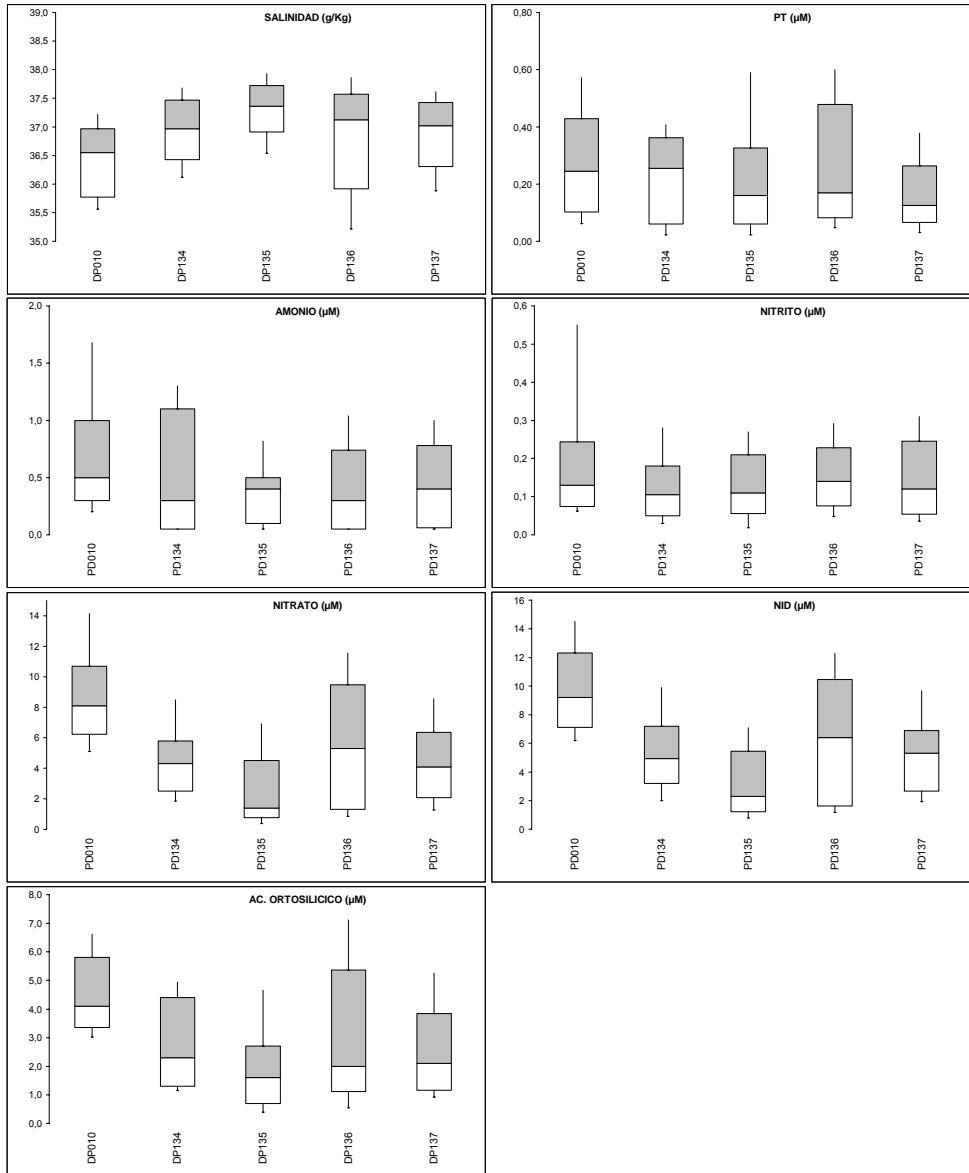 SALINIDAD (g/Kg)
39,0
38,5
38,0
37,5
37,0
36,5
36,0
35,5
35,0
DP010
DP134
DP135
DP136
DP137
PT (µM)
0,80
0,60
0,40
0,20
0,00
PD010
PD134
PD135
PD136
PD137
AMONIO (µM)
2,0
1,5
1,0
0,5
0,0
PD010
PD134
PD135
PD136
PD137
NITRITO (µM)
0,6
0,5
0,4
0,3
0,2
0,1
0,0
PD010
PD134
PD135
PD136
PD137
NITRATO (µM)
14
12
10
8
6
4
2
0
PD010
PD134
PD135
PD136
PD137
NID (µM)
16
14
12
10
8
6
4
2
0
PD010
PD134
PD135
PD136
PD137
AC. ORTOSILICICO (µM)
8,0
7,0
6,0
5,0
4,0
3,0
2,0
1,0
0,0
DP010
DP134
DP135
DP136
DP137